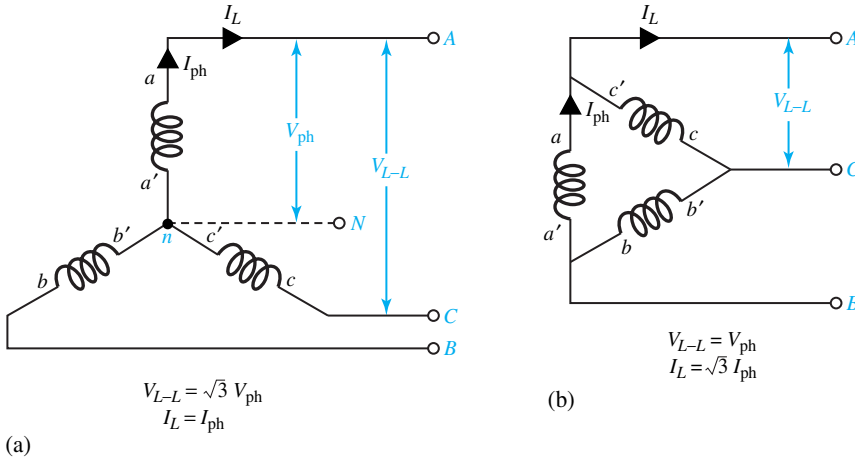 I_L
A
a
I_ph
V_ph
V_L–L
a′
n
N
b′
c′
b
c
C
B
V_L–L = √3 V_ph
I_L = I_ph
(a)
I_L
A
c′
I_ph
V_L–L
a
c
C
b′
a′
b
B
V_L–L = V_ph
I_L = √3 I_ph
(b)